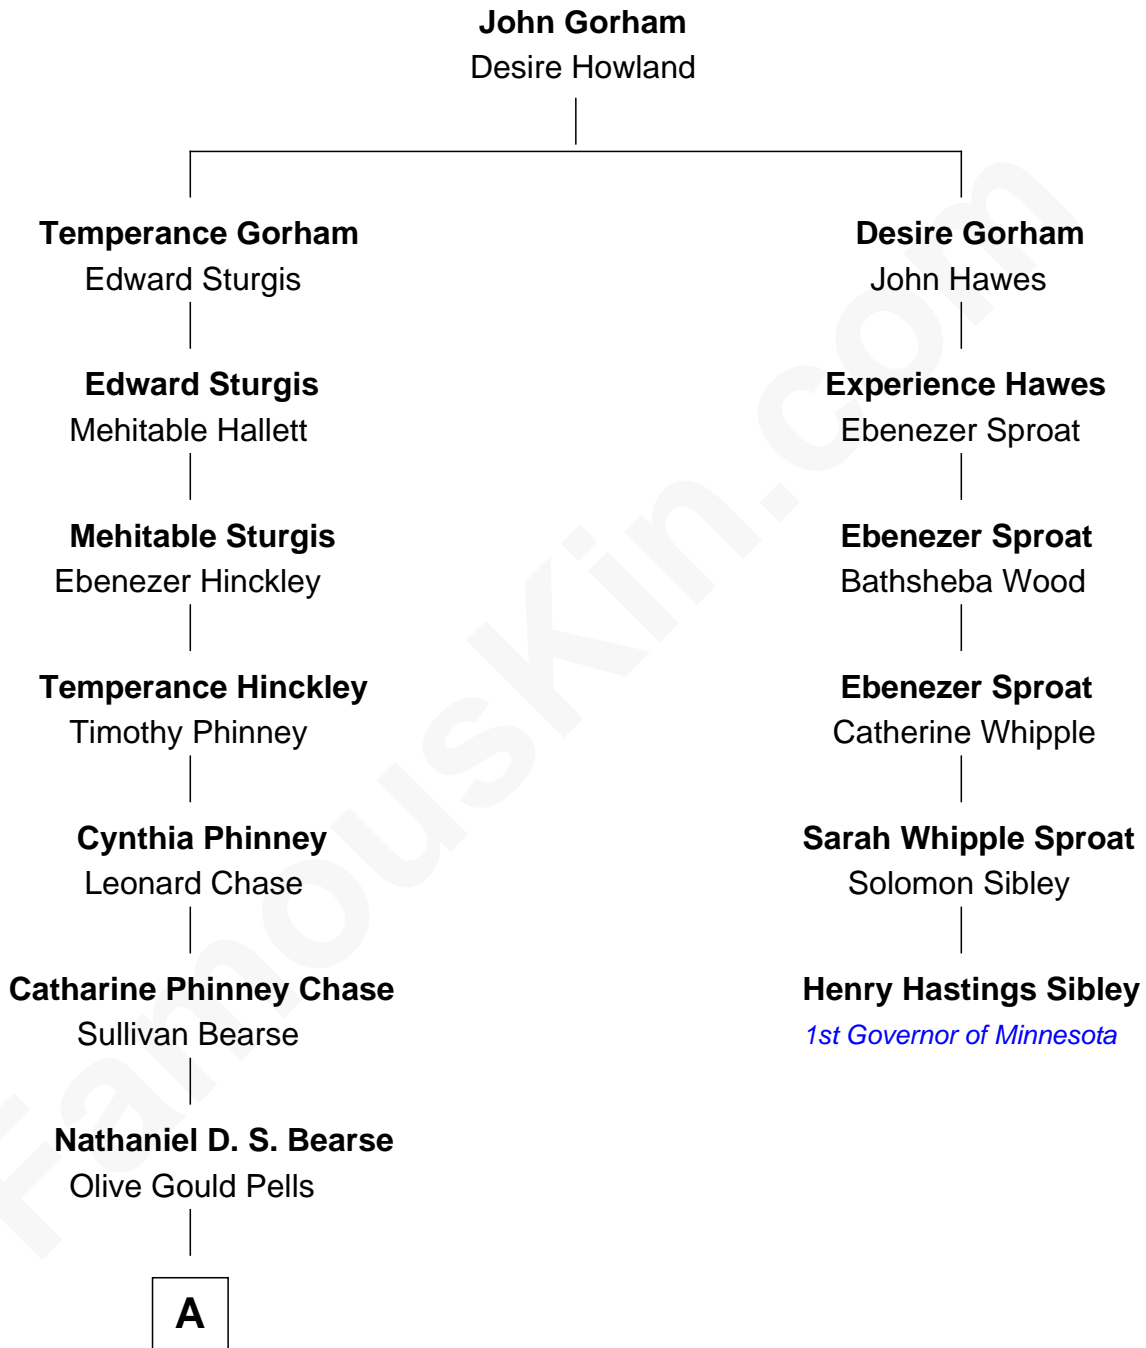 John Gorham
Desire Howland
Temperance Gorham
Edward Sturgis
Desire Gorham
John Hawes
Edward Sturgis
Mehitable Hallett
Experience Hawes
Ebenezer Sproat
Mehitable Sturgis
Ebenezer Hinckley
Ebenezer Sproat
Bathsheba Wood
Temperance Hinckley
Timothy Phinney
Ebenezer Sproat
Catherine Whipple
Cynthia Phinney
Leonard Chase
Sarah Whipple Sproat
Solomon Sibley
Catharine Phinney Chase
Sullivan Bearse
Henry Hastings Sibley
1st Governor of Minnesota
Nathaniel D. S. Bearse
Olive Gould Pells
A
FamousKin.com